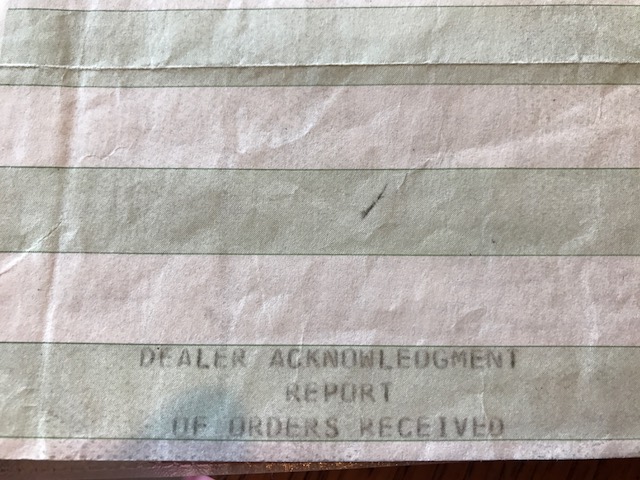 DEALER ACKNOWLEDGMENT
REPORT
OF ORDERS RECEIVED